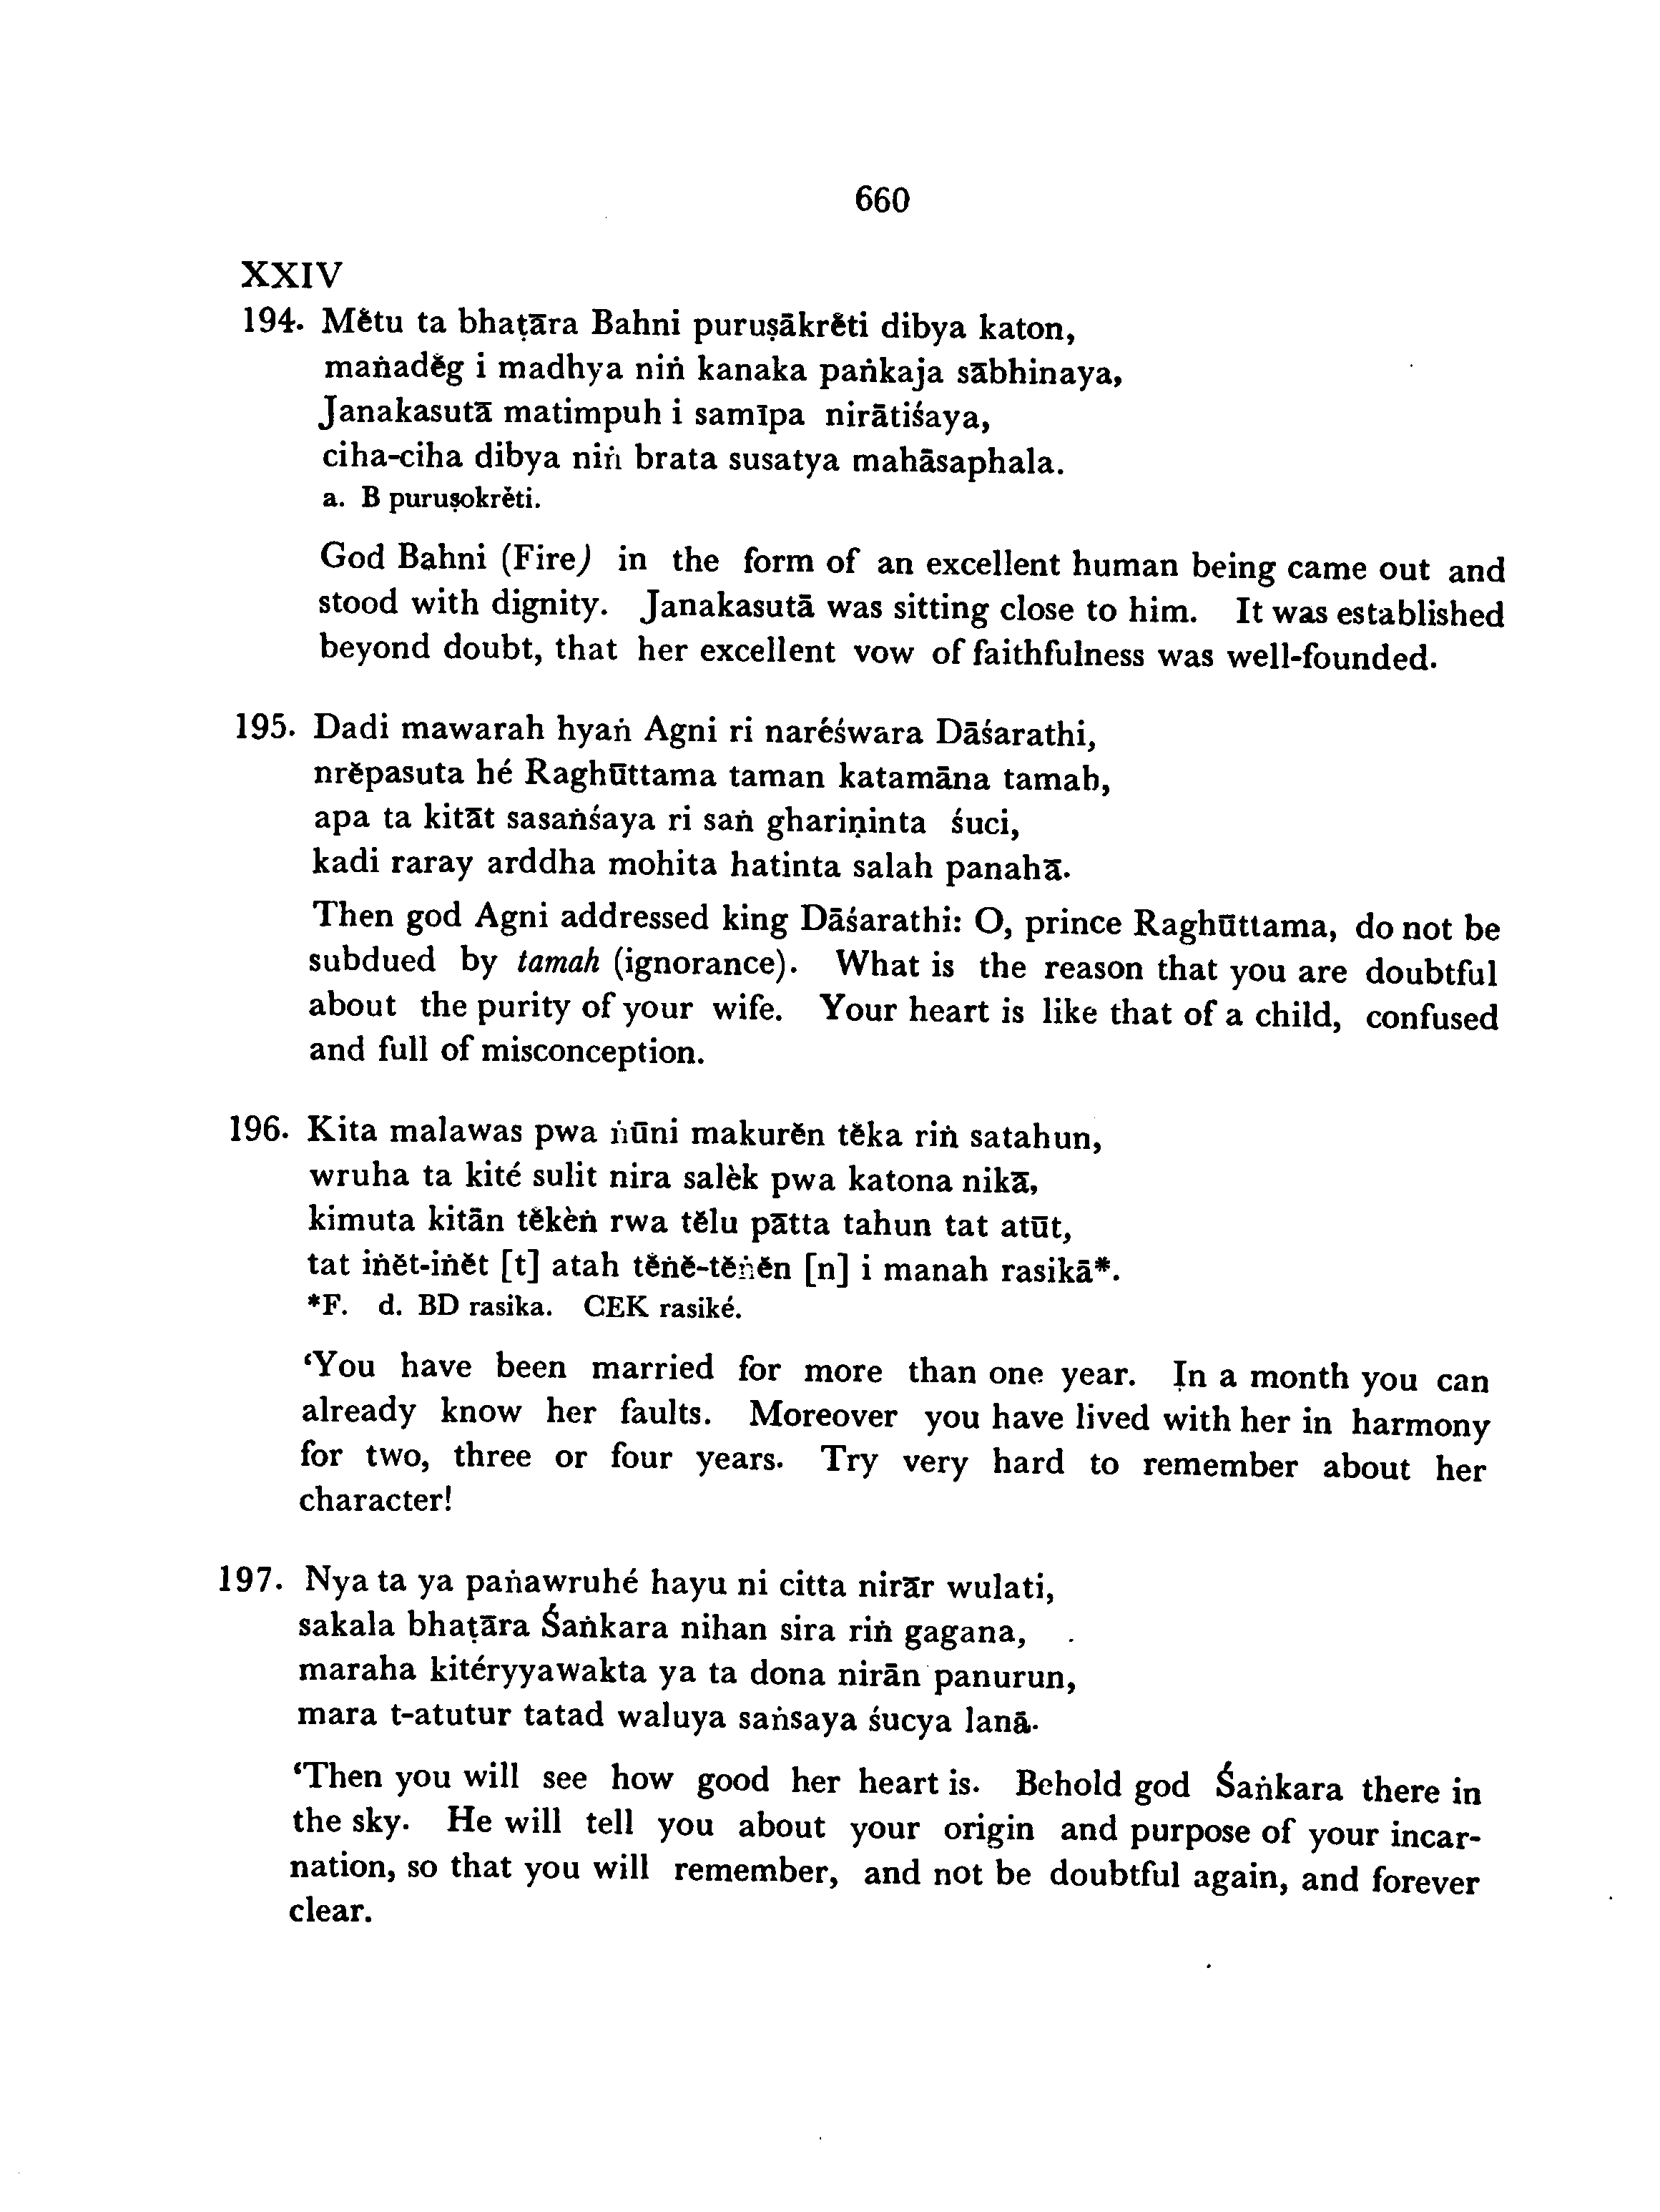 660
XXIV
194. Mĕtu ta bhaṭāra Bahni puruṣākrĕti dibya katon,
maṅadĕg i madhya niṅ kanaka paṅkaja sābhinaya,
Janakasutā matimpuh i samīpa nirātiśaya,
ciha-ciha dibya niṅ brata susatya mahāsaphala.
a. B puruṣokrĕti.
God Bahni (Fire) in the form of an excellent human being came out and
stood with dignity. Janakasutā was sitting close to him. It was established
beyond doubt, that her excellent vow of faithfulness was well-founded.
195. Dadi mawarah hyaṅ Agni ri naréśwara Dāśarathi,
nrĕpasuta hé Raghūttama taman katamāna tamah,
apa ta kitāt sasaṅśaya ri saṅ ghariṇinta śuci,
kadi raray arddha mohita hatinta salah panahā.
Then god Agni addressed king Dāśarathi: O, prince Raghūttama, do not be
subdued by tamah (ignorance). What is the reason that you are doubtful
about the purity of your wife. Your heart is like that of a child, confused
and full of misconception.
196. Kita malawas pwa ṅūni makurĕn tĕka riṅ satahun,
wruha ta kité sulit nira salèk pwa katona nikā,
kimuta kitān tĕkèṅ rwa tĕlu pātta tahun tat atūt,
tat iṅĕt-iṅĕt [t] atah tĕṅĕ-tĕṅĕn [n] i manah rasikā*.
*F. d. BD rasika. CEK rasiké.
‘You have been married for more than one year. In a month you can
already know her faults. Moreover you have lived with her in harmony
for two, three or four years. Try very hard to remember about her
character!
197. Nya ta ya paṅawruhé hayu ni citta nirār wulati,
sakala bhaṭāra Śaṅkara nihan sira riṅ gagana,
maraha kitéryyawakta ya ta dona nirān panurun,
mara t-atutur tatad waluya saṅsaya śucya lanā.
‘Then you will see how good her heart is. Behold god Śaṅkara there in
the sky. He will tell you about your origin and purpose of your incar-
nation, so that you will remember, and not be doubtful again, and forever
clear.